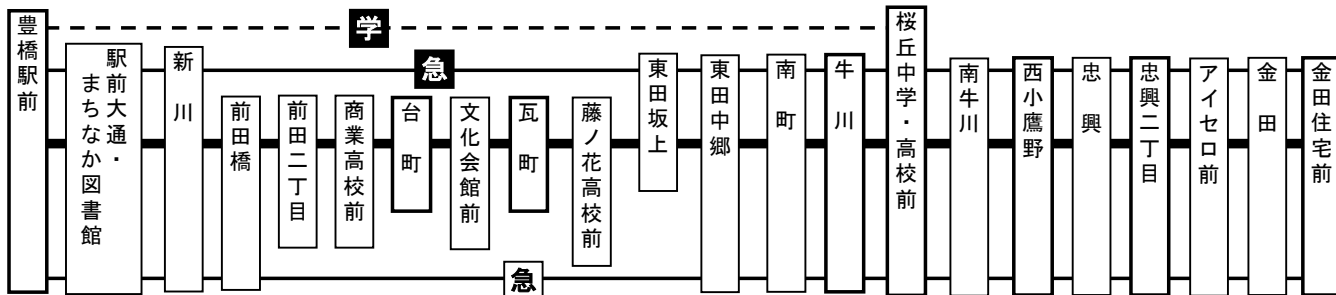 豊橋駅前
駅前大通・
まちなか図書館
新川
前田橋
前田二丁目
商業高校前
台町
文化会館前
瓦町
藤ノ花高校前
東田坂上
東田中郷
南町
牛川
桜丘中学・高校前
南牛川
西小鷹野
忠興
忠興二丁目
アイセロ前
金田
金田住宅前
学
急
急